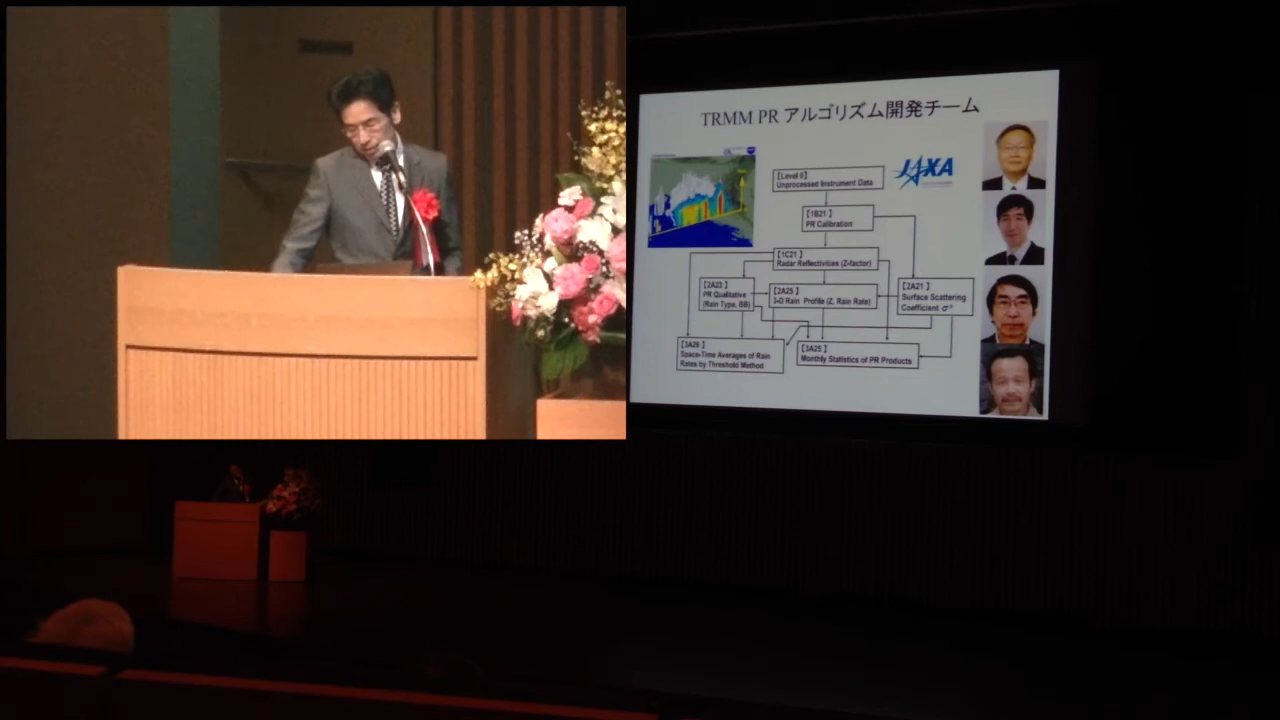 TRMM PR アルゴリズム開発チーム
JAXA
【Level 0】
Unprocessed Instrument Data
【1B21】
PR Calibration
【1C21】
Radar Reflectivities (Z-factor)
【2A23】
PR Qualitative
(Rain Type, BB)
【2A25】
3-D Rain Profile (Z, Rain Rate)
【2A21】
Surface Scattering
Coefficient σ⁰
【3A26】
Space-Time Averages of Rain
Rates by Threshold Method
【3A25】
Monthly Statistics of PR Products